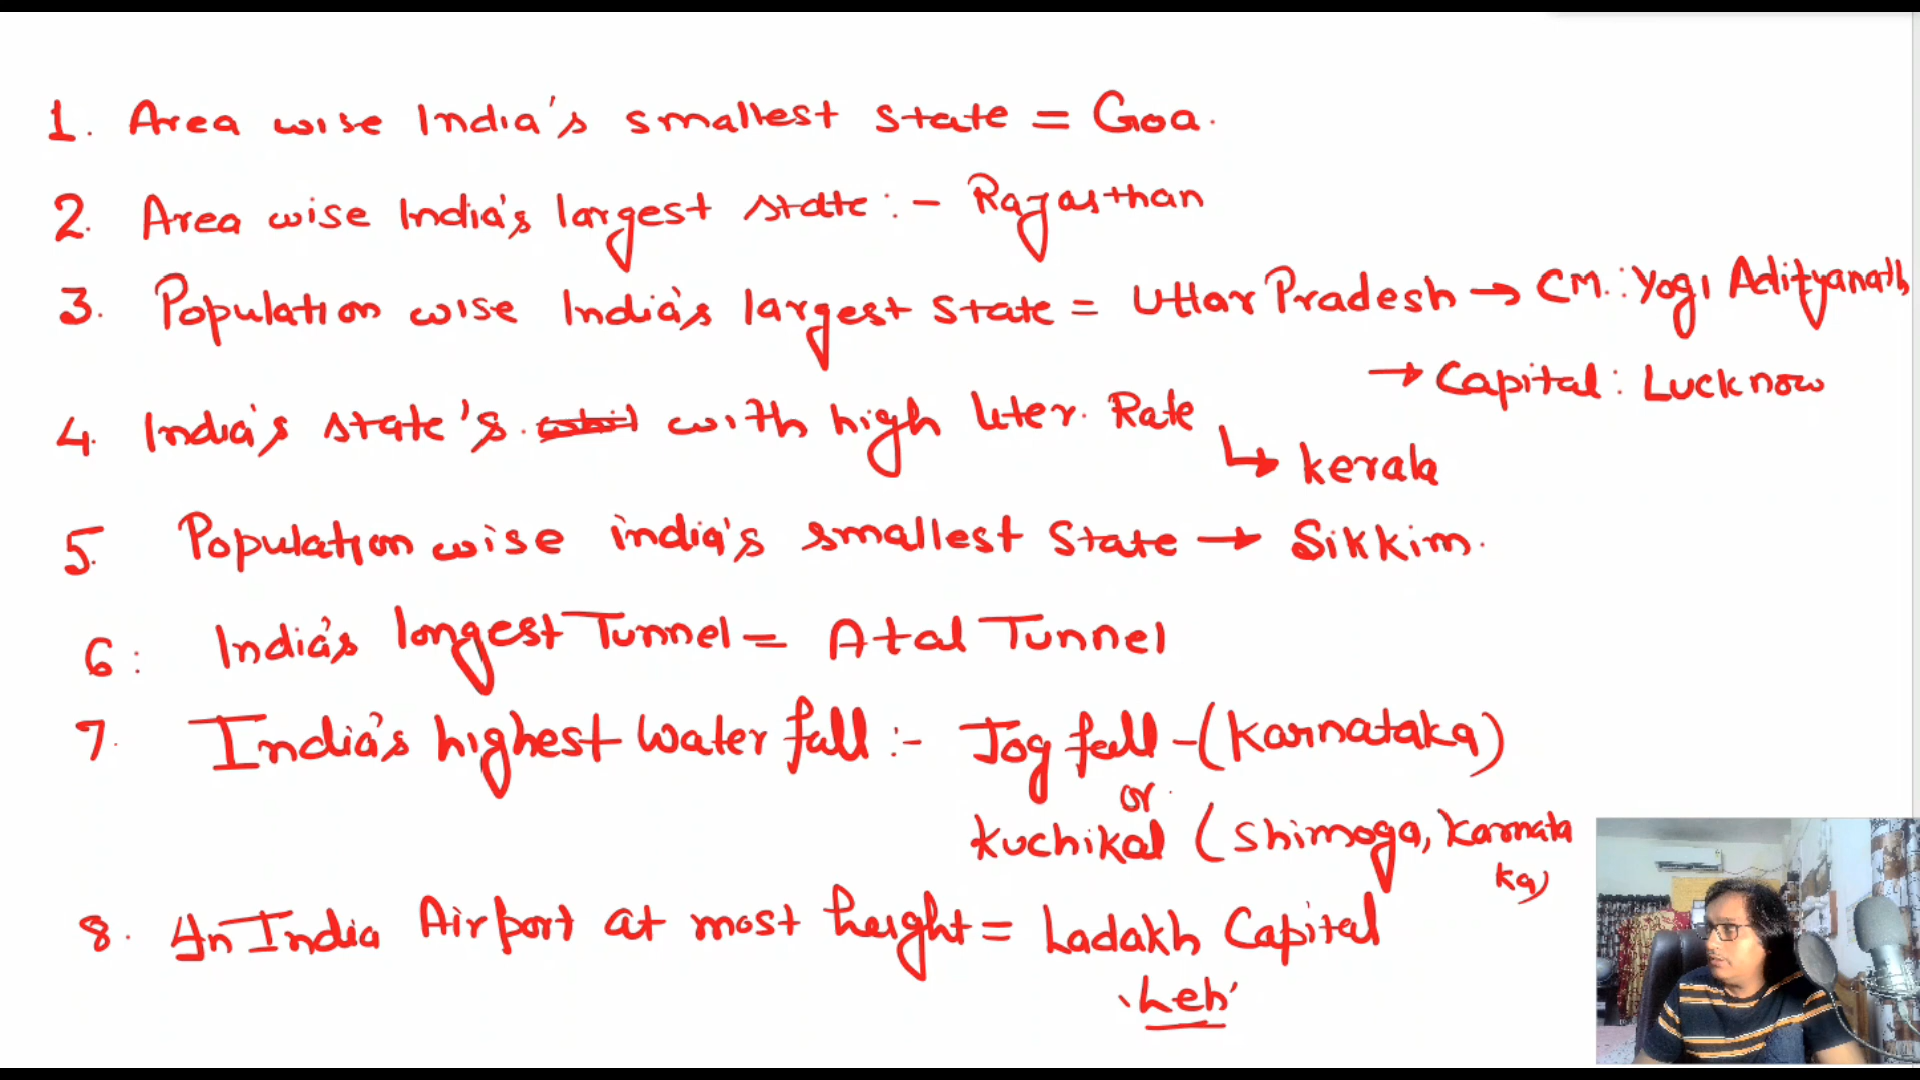 1. Area wise India's smallest state = Goa.
2. Area wise India's largest state :- Rajasthan
3. Population wise India's largest state = Uttar Pradesh → CM.: Yogi Adityanath
→ Capital: Lucknow
4. India's state's. with high liter. Rate
↳ kerala
5. Population wise india's smallest State → Sikkim.
6: India's longest Tunnel = Atal Tunnel
7. India's highest Water fall :- Jog fall - (Karnataka)
or
kuchikal (Shimoga, Karnata
ka)
8. In India Airport at most height = Ladakh Capital
'Leh'